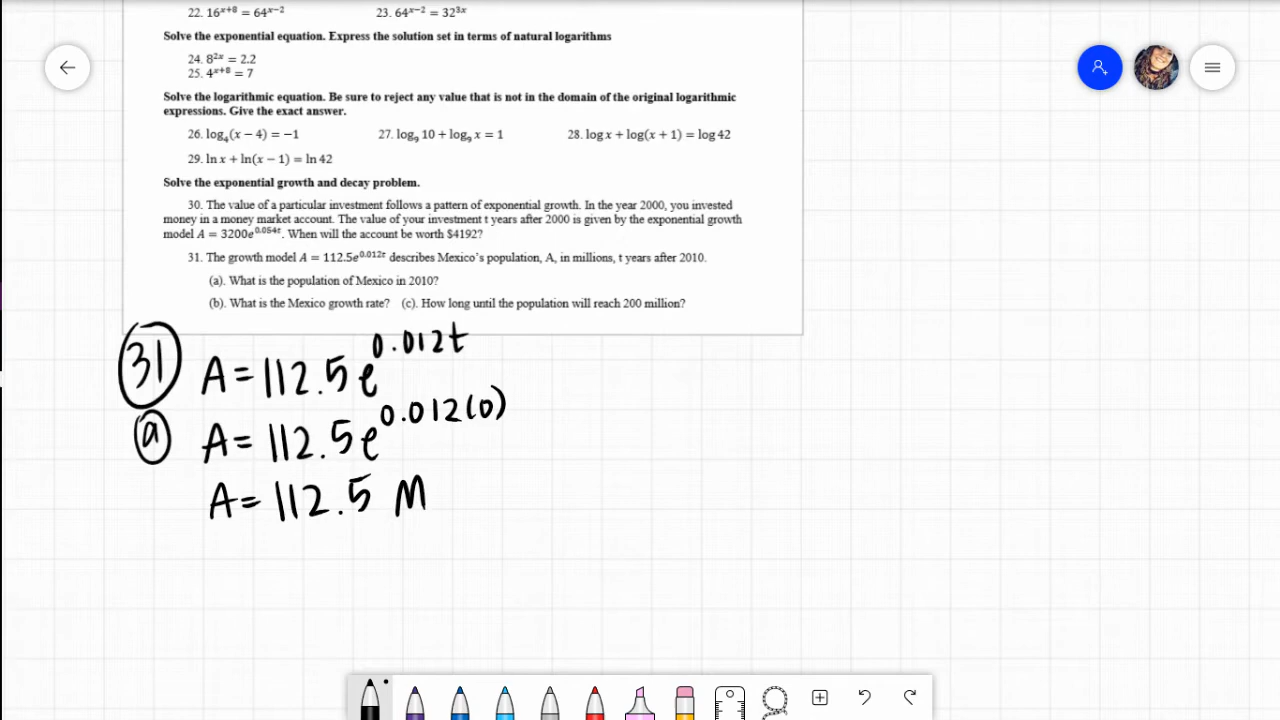 22. 16^{x+8} = 64^{x−2} 23. 64^{x−2} = 32^{3x}
Solve the exponential equation. Express the solution set in terms of natural logarithms
24. 8^{2x} = 2.2
25. 4^{x+8} = 7
Solve the logarithmic equation. Be sure to reject any value that is not in the domain of the original logarithmic
expressions. Give the exact answer.
26. log₄(x − 4) = −1 27. log₉ 10 + log₉ x = 1 28. log x + log(x + 1) = log 42
29. ln x + ln(x − 1) = ln 42
Solve the exponential growth and decay problem.
30. The value of a particular investment follows a pattern of exponential growth. In the year 2000, you invested
money in a money market account. The value of your investment t years after 2000 is given by the exponential growth
model A = 3200e^{0.054t}. When will the account be worth $4192?
31. The growth model A = 112.5e^{0.012t} describes Mexico's population, A, in millions, t years after 2010.
(a). What is the population of Mexico in 2010?
(b). What is the Mexico growth rate? (c). How long until the population will reach 200 million?
31 A = 112.5 e^{0.012t}
a A = 112.5 e^{0.012(0)}
A = 112.5 M